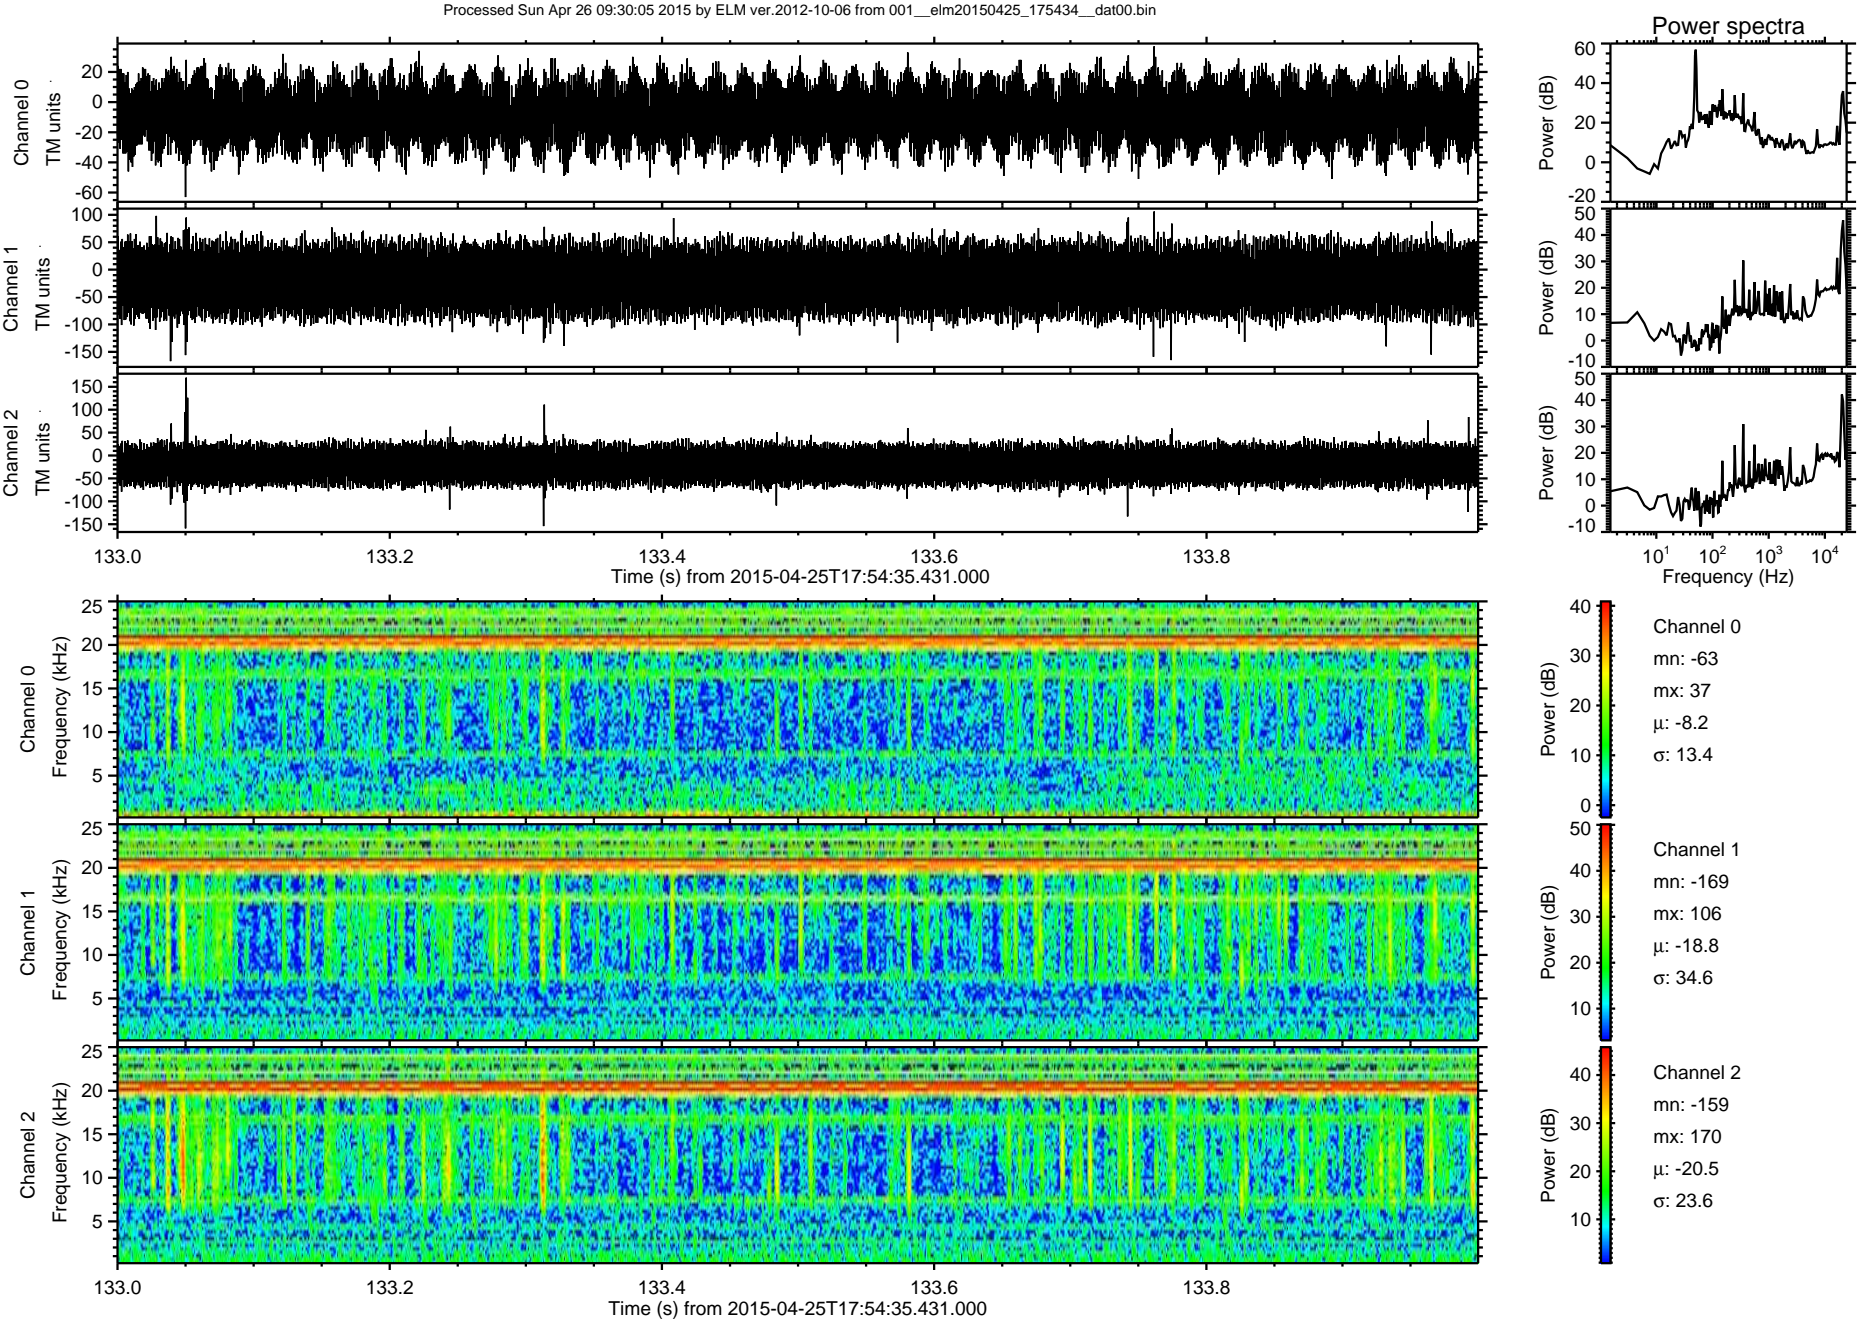 Processed Sun Apr 26 09:30:05 2015 by ELM ver.2012-10-06 from 001__elm20150425_175434__dat00.bin
Power spectra
Channel 0
TM units
20
0
-20
-40
-60
Power (dB)
60
40
20
0
-20
Channel 1
TM units
100
50
0
-50
-100
-150
Power (dB)
50
40
30
20
10
0
-10
Channel 2
TM units
150
100
50
0
-50
-100
-150
Power (dB)
50
40
30
20
10
0
-10
133.0 133.2 133.4 133.6 133.8
Time (s) from 2015-04-25T17:54:35.431.000
10¹ 10² 10³ 10⁴
Frequency (Hz)
Channel 0
Frequency (kHz)
25
20
15
10
5
Power (dB)
40
30
20
10
0
Channel 0
mn: -63
mx: 37
μ: -8.2
σ: 13.4
Channel 1
Frequency (kHz)
25
20
15
10
5
Power (dB)
50
40
30
20
10
Channel 1
mn: -169
mx: 106
μ: -18.8
σ: 34.6
Channel 2
Frequency (kHz)
25
20
15
10
5
Power (dB)
40
30
20
10
Channel 2
mn: -159
mx: 170
μ: -20.5
σ: 23.6
133.0 133.2 133.4 133.6 133.8
Time (s) from 2015-04-25T17:54:35.431.000